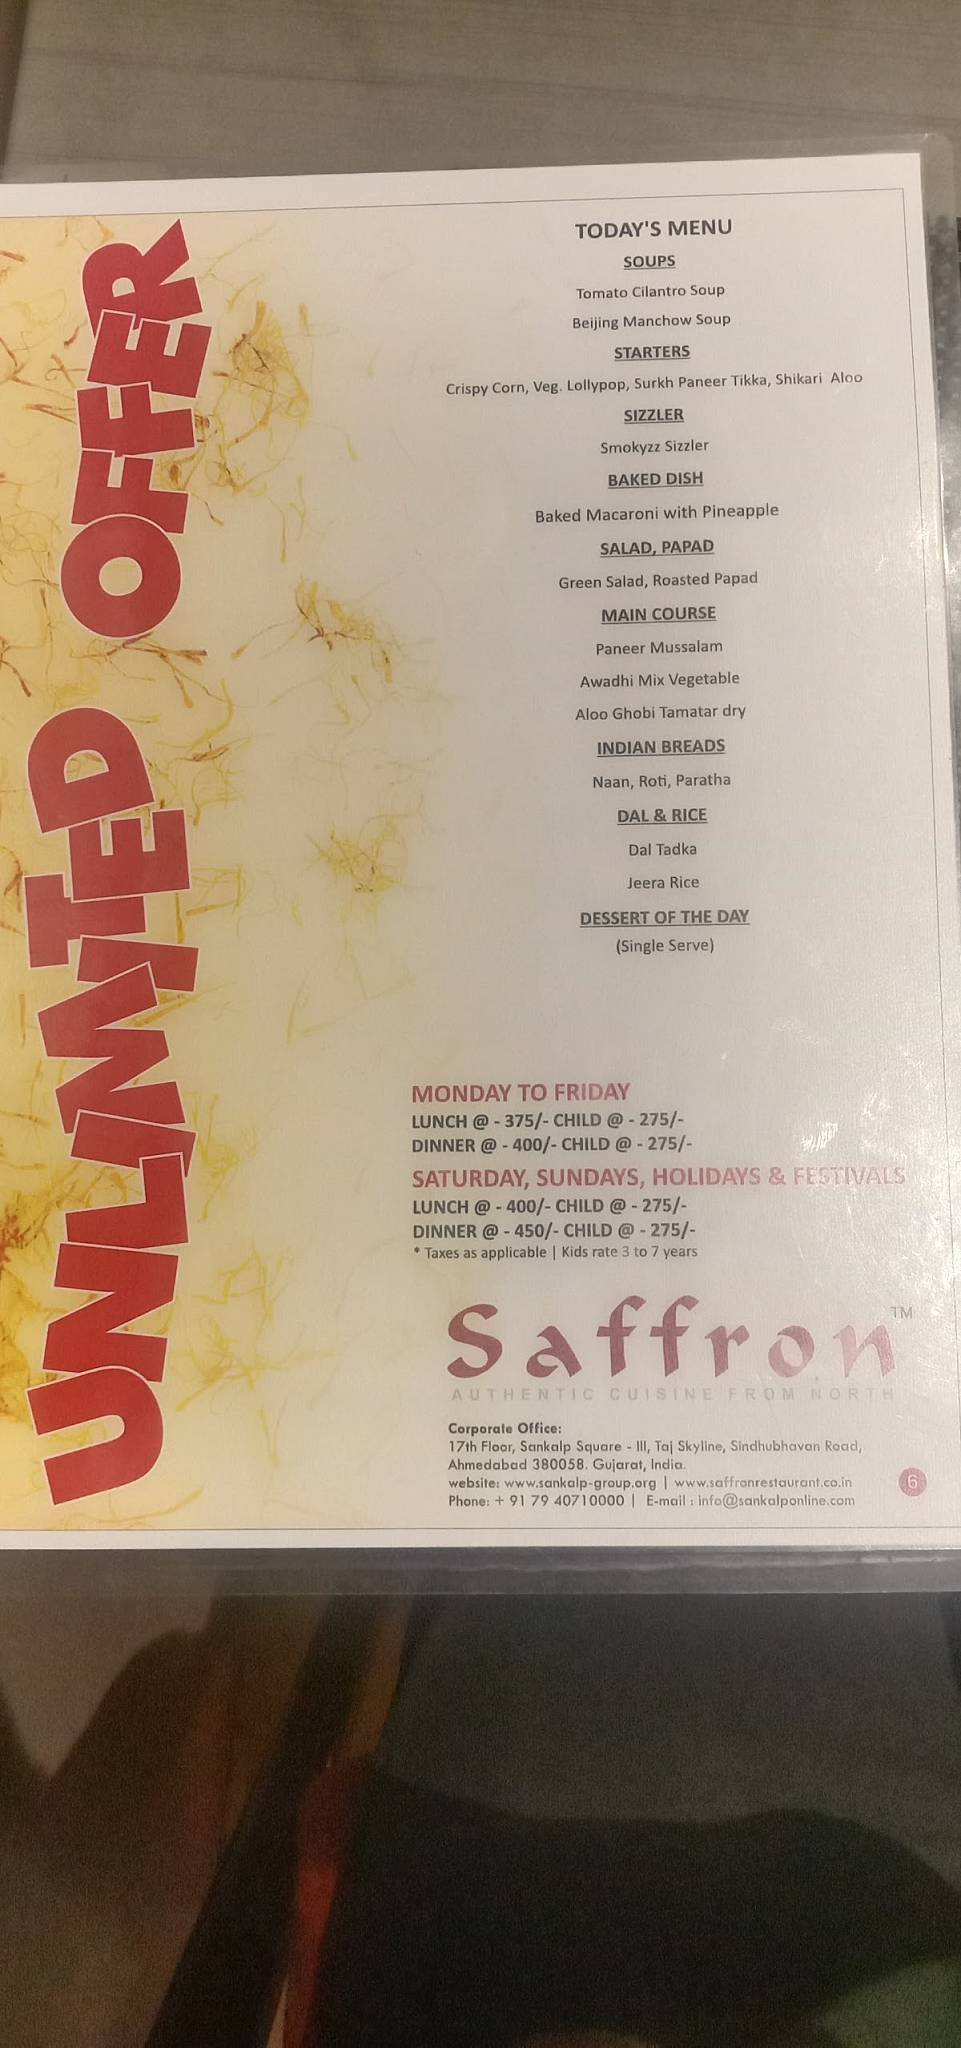 UNLIMITED OFFER
TODAY'S MENU
SOUPS
Tomato Cilantro Soup
Beijing Manchow Soup
STARTERS
Crispy Corn, Veg. Lollypop, Surkh Paneer Tikka, Shikari Aloo
SIZZLER
Smokyzz Sizzler
BAKED DISH
Baked Macaroni with Pineapple
SALAD, PAPAD
Green Salad, Roasted Papad
MAIN COURSE
Paneer Mussalam
Awadhi Mix Vegetable
Aloo Ghobi Tamatar dry
INDIAN BREADS
Naan, Roti, Paratha
DAL & RICE
Dal Tadka
Jeera Rice
DESSERT OF THE DAY
(Single Serve)
MONDAY TO FRIDAY
LUNCH @ - 375/- CHILD @ - 275/-
DINNER @ - 400/- CHILD @ - 275/-
SATURDAY, SUNDAYS, HOLIDAYS & FESTIVALS
LUNCH @ - 400/- CHILD @ - 275/-
DINNER @ - 450/- CHILD @ - 275/-
* Taxes as applicable | Kids rate 3 to 7 years
Saffron TM
AUTHENTIC CUISINE FROM NORTH
Corporate Office:
17th Floor, Sankalp Square - III, Taj Skyline, Sindhubhavan Road,
Ahmedabad 380058. Gujarat, India.
website: www.sankalp-group.org | www.saffronrestaurant.co.in
Phone: + 91 79 40710000 | E-mail : info@sankalponline.com
6